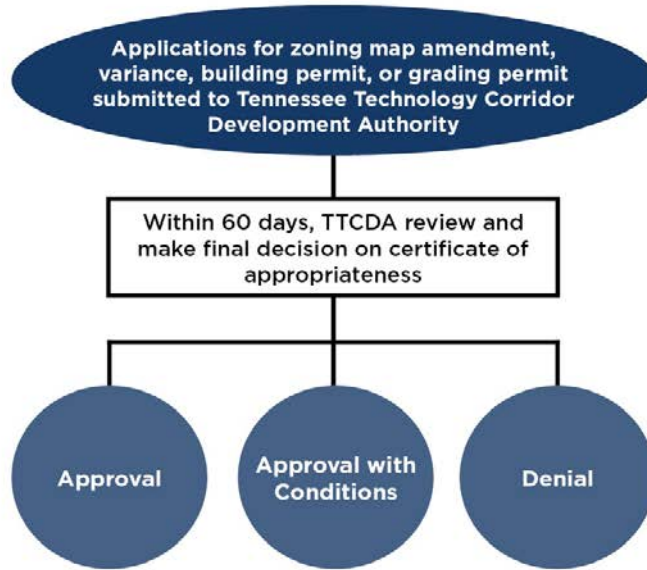 Applications for zoning map amendment,
variance, building permit, or grading permit
submitted to Tennessee Technology Corridor
Development Authority
Within 60 days, TTCDA review and
make final decision on certificate of
appropriateness
Approval
Approval with
Conditions
Denial